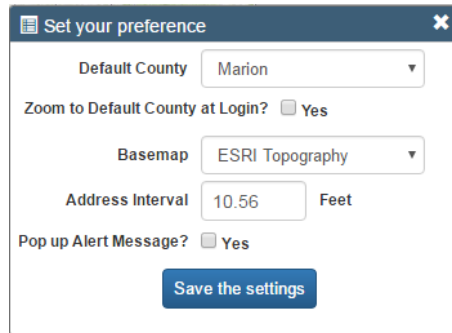 Set your preference
Default County Marion
Zoom to Default County at Login? Yes
Basemap ESRI Topography
Address Interval 10.56 Feet
Pop up Alert Message? Yes
Save the settings